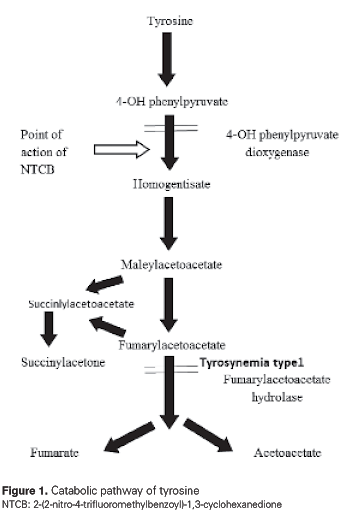 Tyrosine
4-OH phenylpyruvate
Point of
action of
NTCB
4-OH phenylpyruvate
dioxygenase
Homogentisate
Maleylacetoacetate
Succinlylacetoacetate
Fumarylacetoacetate
Succinylacetone
Tyrosynemia type1
Fumarylacetoacetate
hydrolase
Fumarate
Acetoacetate
Figure 1. Catabolic pathway of tyrosine
NTCB: 2-(2-nitro-4-trifluoromethylbenzoyl)-1,3-cyclohexanedione